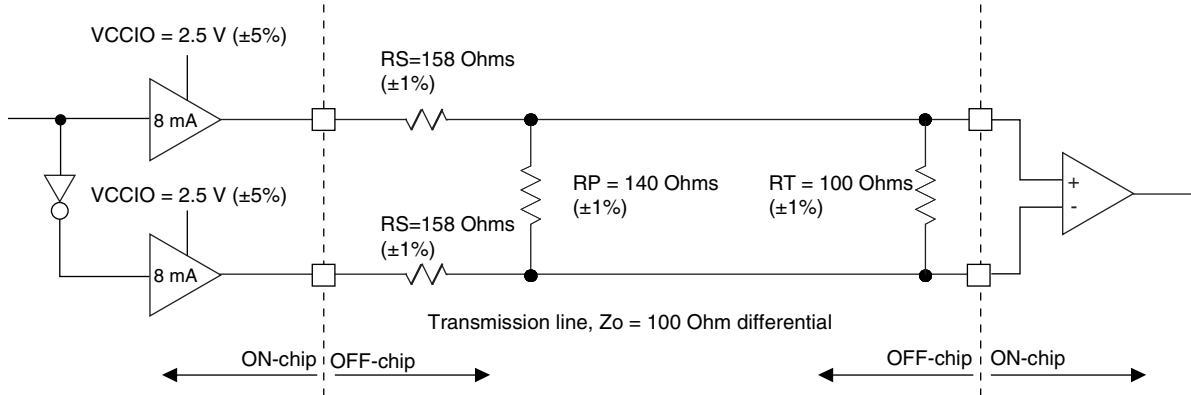 VCCIO = 2.5 V (±5%)
8 mA
VCCIO = 2.5 V (±5%)
8 mA
RS=158 Ohms
(±1%)
RS=158 Ohms
(±1%)
RP = 140 Ohms
(±1%)
RT = 100 Ohms
(±1%)
+
-
Transmission line, Zo = 100 Ohm differential
ON-chip OFF-chip
OFF-chip ON-chip